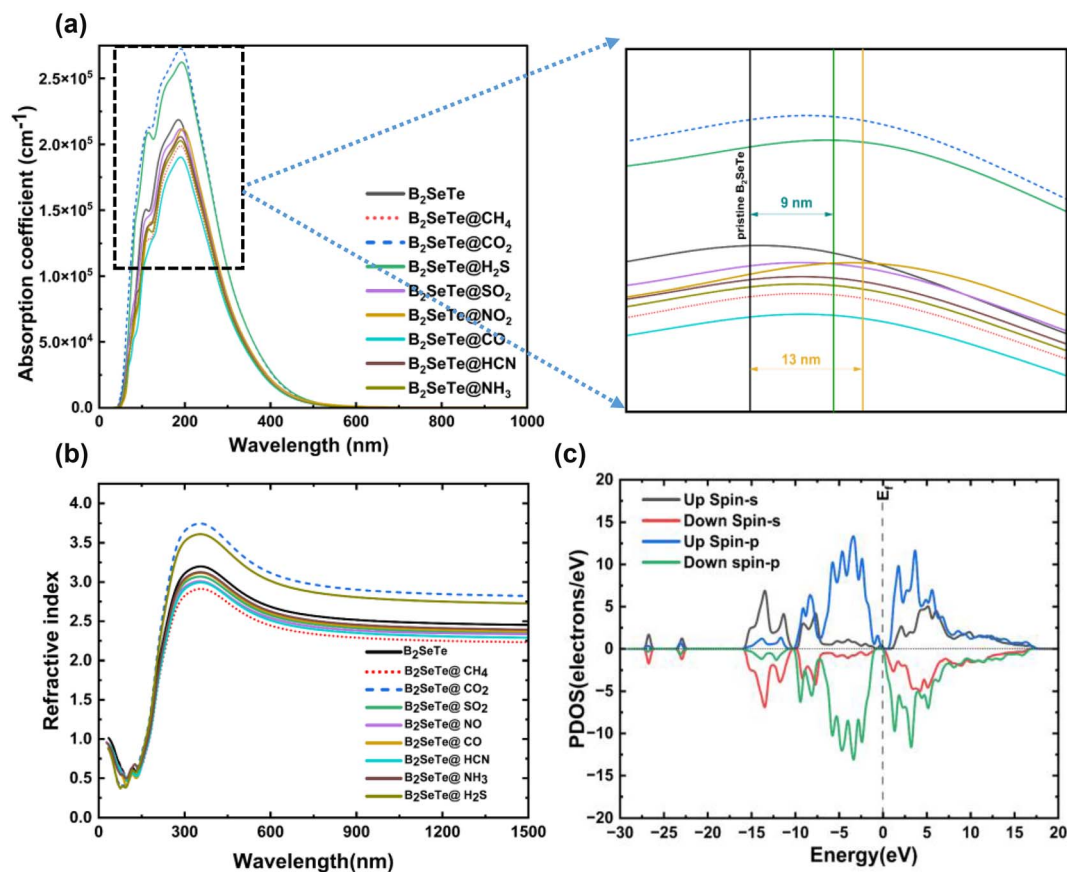 (a)
Absorption coefficient (cm⁻¹)
2.5×10⁵
2.0×10⁵
1.5×10⁵
1.0×10⁵
5.0×10⁴
0.0
0 200 400 600 800 1000
Wavelength (nm)
B₂SeTe
B₂SeTe@CH₄
B₂SeTe@CO₂
B₂SeTe@H₂S
B₂SeTe@SO₂
B₂SeTe@NO₂
B₂SeTe@CO
B₂SeTe@HCN
B₂SeTe@NH₃
pristine B₂SeTe
9 nm
13 nm
(b)
Refractive index
4.0
3.5
3.0
2.5
2.0
1.5
1.0
0.5
0.0
0 300 600 900 1200 1500
Wavelength(nm)
B₂SeTe
B₂SeTe@ CH₄
B₂SeTe@ CO₂
B₂SeTe@ SO₂
B₂SeTe@ NO
B₂SeTe@ CO
B₂SeTe@ HCN
B₂SeTe@ NH₃
B₂SeTe@ H₂S
(c)
PDOS(electrons/eV)
20
15
10
5
0
-5
-10
-15
-20
-30 -25 -20 -15 -10 -5 0 5 10 15 20
Energy(eV)
Up Spin-s
Down Spin-s
Up Spin-p
Down spin-p
E_f